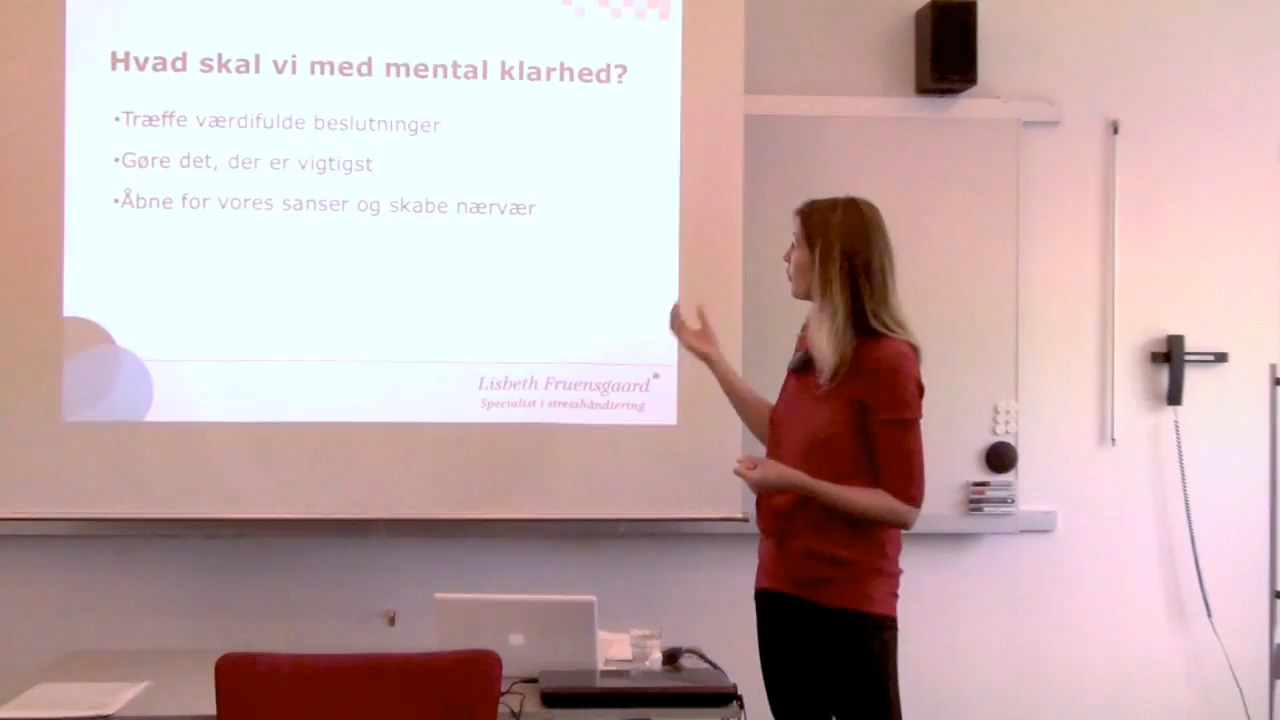 Hvad skal vi med mental klarhed?
•Træffe værdifulde beslutninger
•Gøre det, der er vigtigst
•Åbne for vores sanser og skabe nærvær
Lisbeth Fruensgaard*
Specialist i stresshåndtering